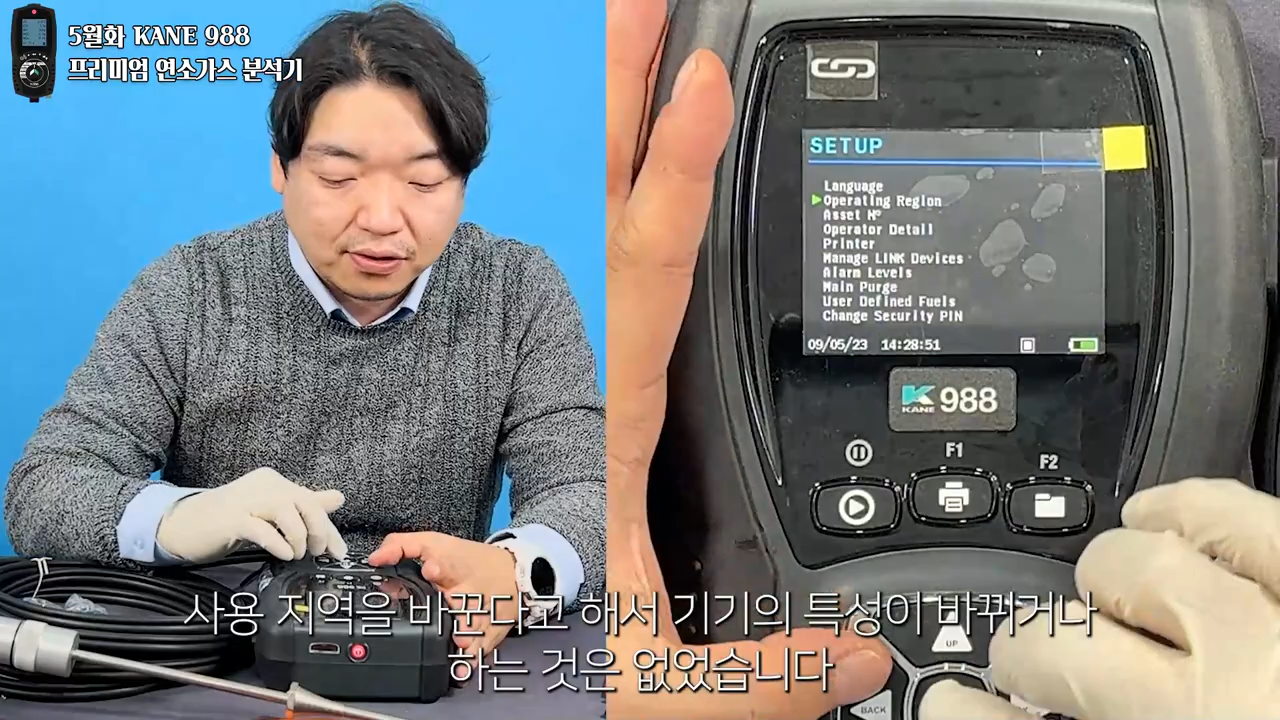 5월화 KANE 988
프리미엄 연소가스 분석기
SETUP
Language
Operating Region
Asset Nº
Operator Detail
Printer
Manage LINK Devices
Alarm Levels
Main Purge
User Defined Fuels
Change Security PIN
09/05/23 14:28:51
K KANE 988
F1
F2
UP
BACK
사용 지역을 바꾼다고 해서 기기의 특성이 바뀌거나
하는 것은 없었습니다